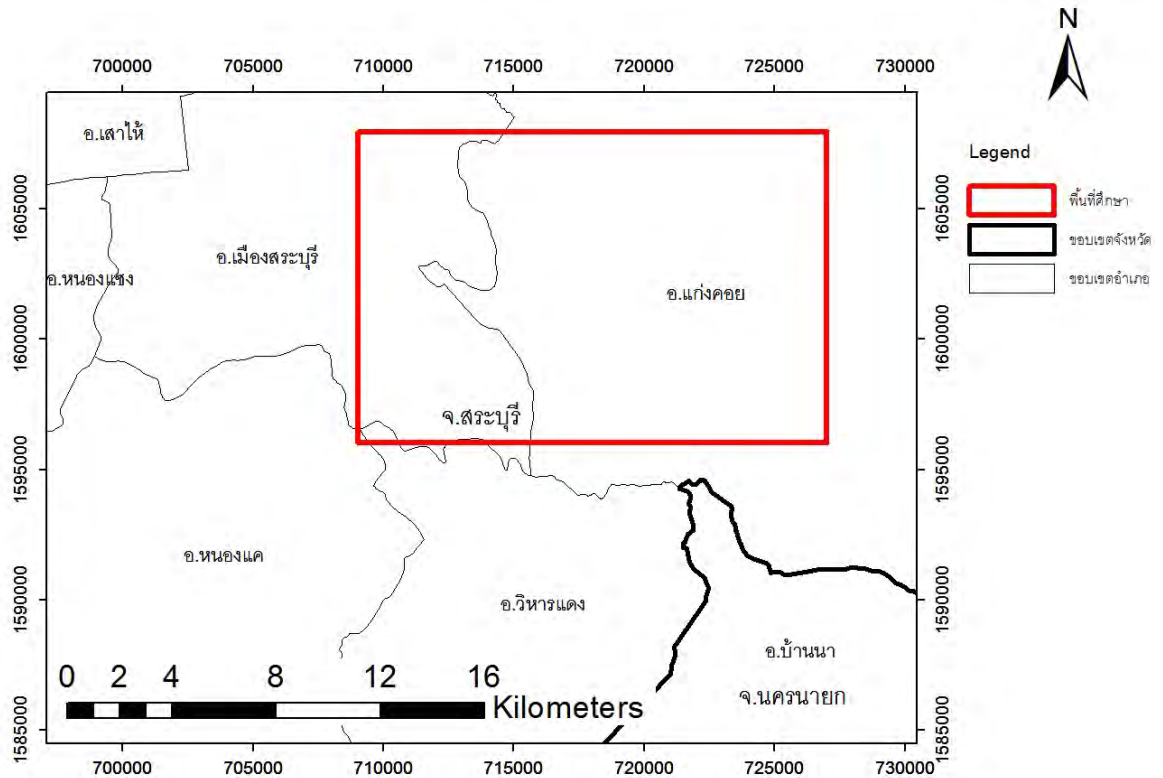 N
700000 705000 710000 715000 720000 725000 730000
Legend
พื้นที่ศึกษา
ขอบเขตจังหวัด
ขอบเขตอำเภอ
1605000
1600000
1595000
1590000
1585000
1605000
1600000
1595000
1590000
1585000
อ.เสาไห้
อ.เมืองสระบุรี
อ.หนองแซง
อ.แก่งคอย
จ.สระบุรี
อ.หนองแค
อ.วิหารแดง
อ.บ้านนา
จ.นครนายก
0 2 4 8 12 16
Kilometers
700000 705000 710000 715000 720000 725000 730000